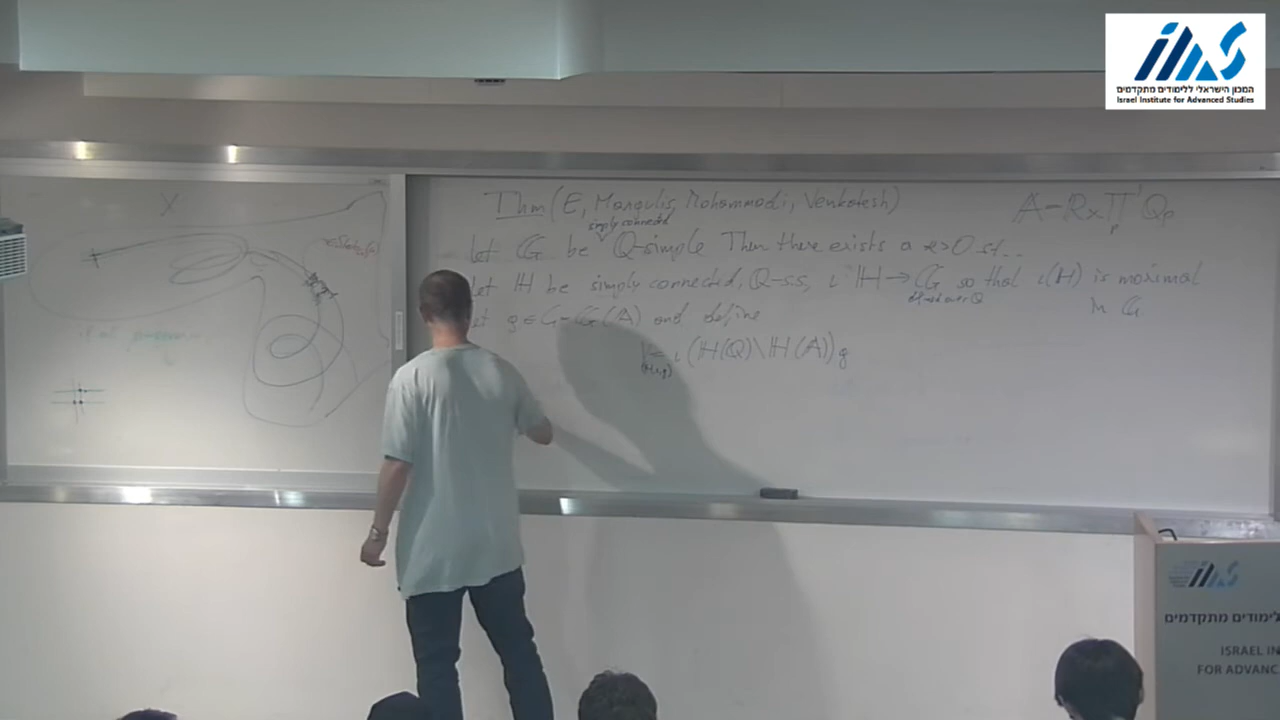 המכון הישראלי ללימודים מתקדמים
Israel Institute for Advanced Studies
X
Thm (E, Margulis, Mohammadi, Venkatesh)
simply connected
Let G be Q-simple Then there exists a x>0 s.t..
Let H be simply connected, Q-s.s, ι: H → G so that ι(H) is maximal
defined over Q
in G
Let g ∈ G = G(A) and define
ι(H(Q)\H(A))g
(H,ι,g)
A = R×∏'Qp
p
ISRAEL IN
FOR ADVANC